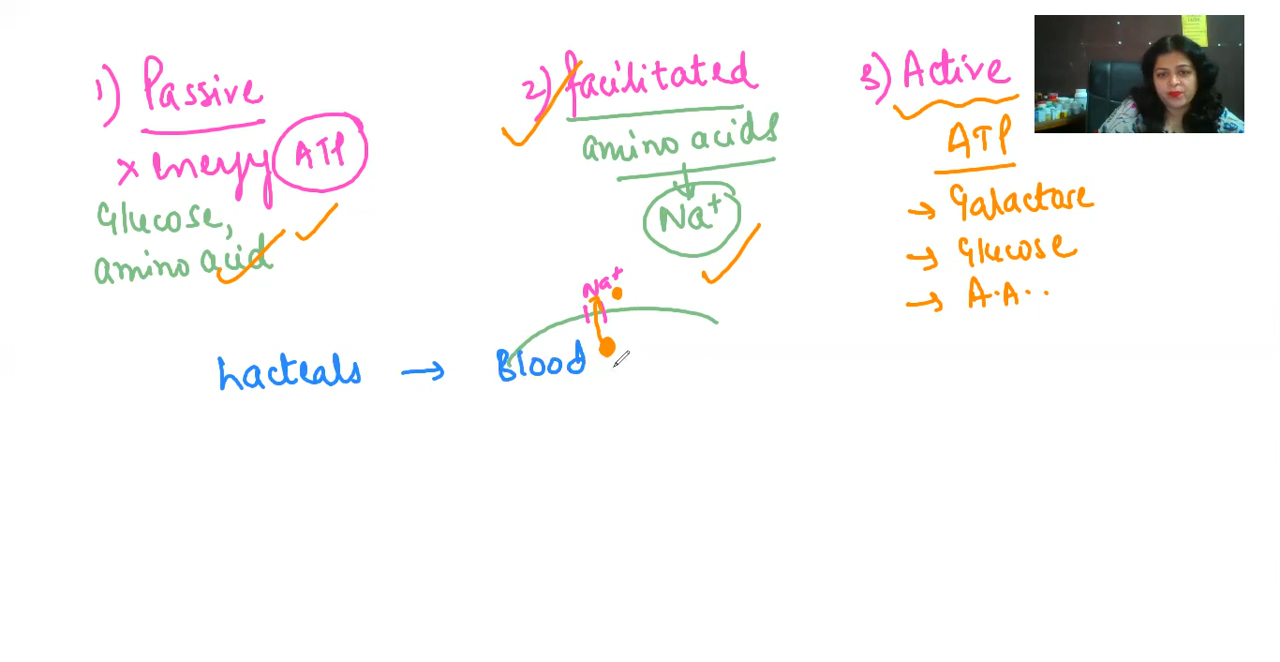 1) Passive
x energy ATP
Glucose,
amino acid
2) facilitated
amino acids
Na+
Na+
3) Active
ATP
→ Galactose
→ Glucose
→ A.A..
Lacteals → Blood